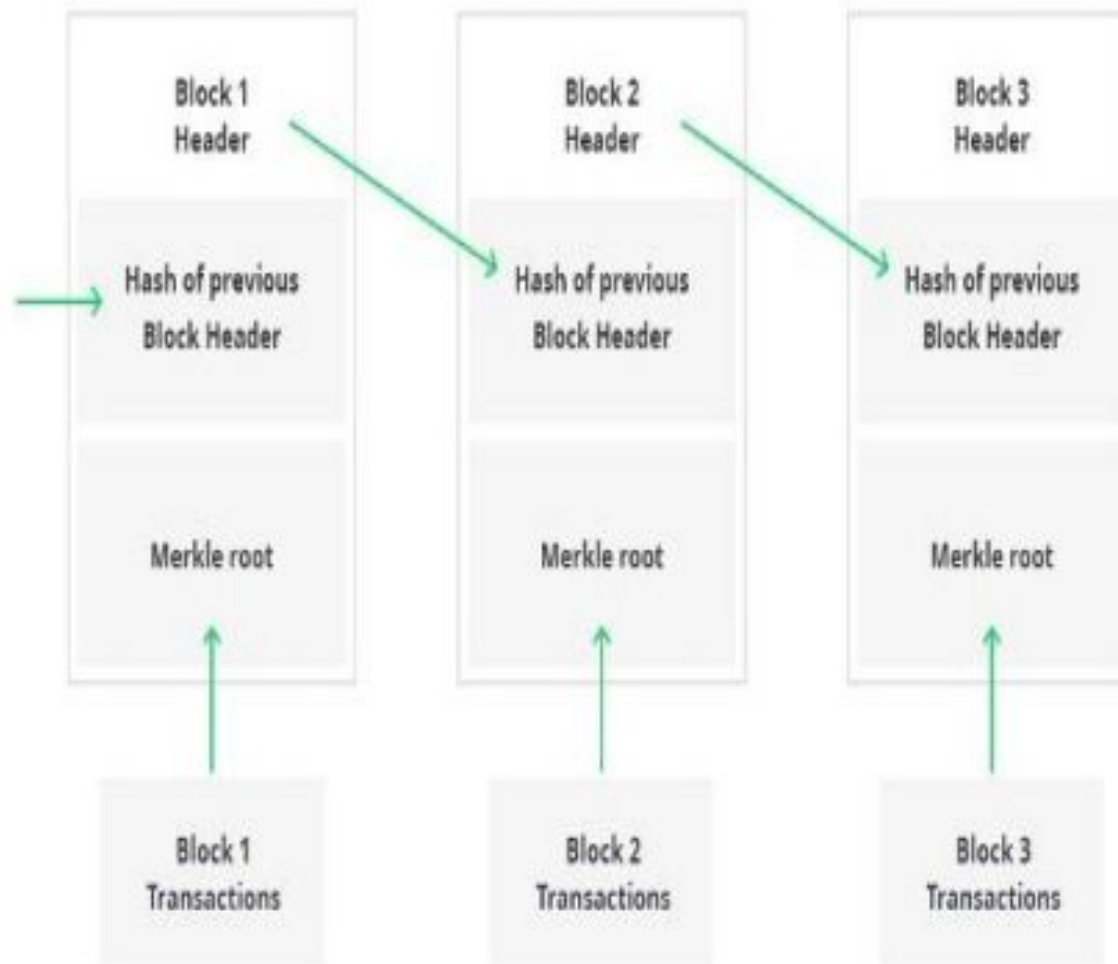 Block 1
Header
Hash of previous
Block Header
Merkle root
Block 1
Transactions
Block 2
Header
Hash of previous
Block Header
Merkle root
Block 2
Transactions
Block 3
Header
Hash of previous
Block Header
Merkle root
Block 3
Transactions